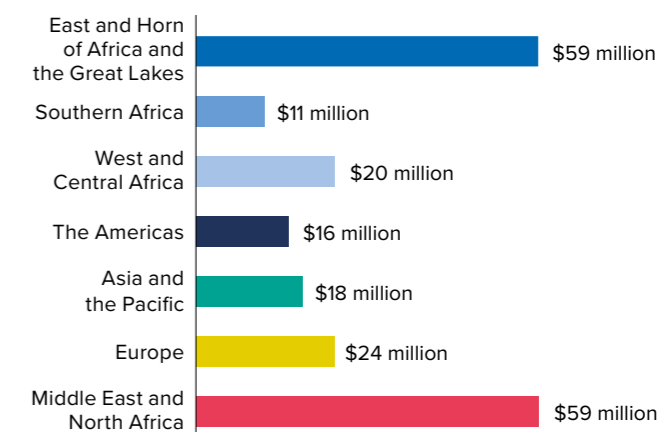 East and Horn
of Africa and
the Great Lakes
$59 million
Southern Africa
$11 million
West and
Central Africa
$20 million
The Americas
$16 million
Asia and
the Pacific
$18 million
Europe
$24 million
Middle East and
North Africa
$59 million